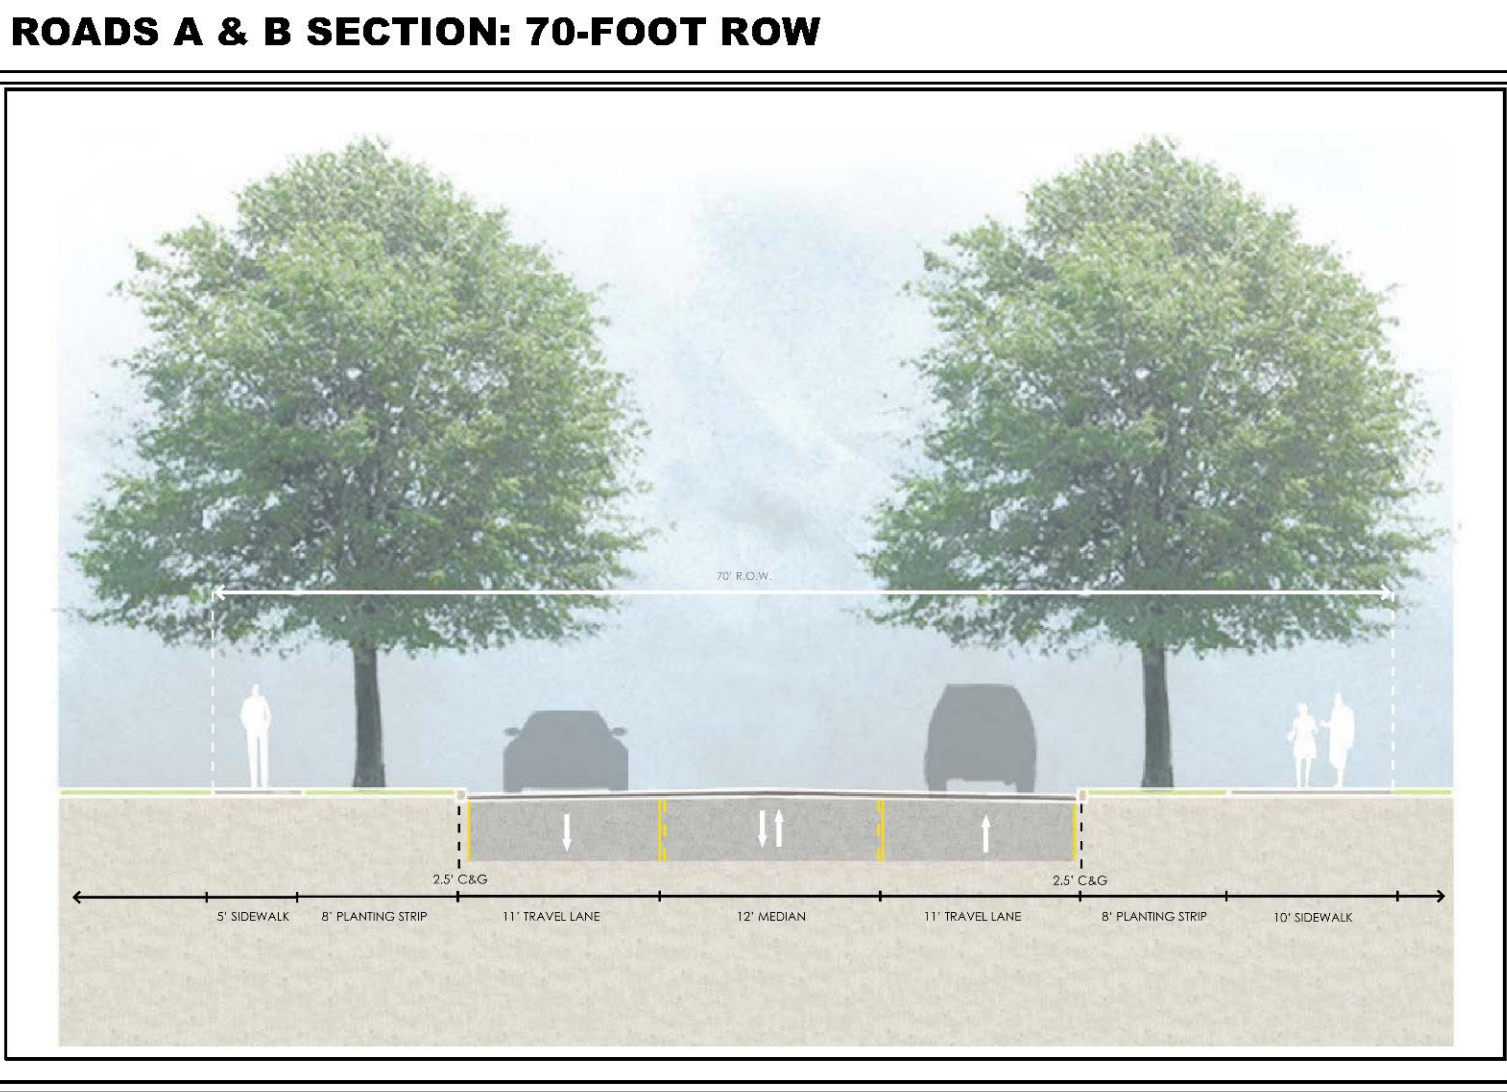 ROADS A & B SECTION: 70-FOOT ROW
70' R.O.W.
2.5' C&G
2.5' C&G
5' SIDEWALK
8' PLANTING STRIP
11' TRAVEL LANE
12' MEDIAN
11' TRAVEL LANE
8' PLANTING STRIP
10' SIDEWALK